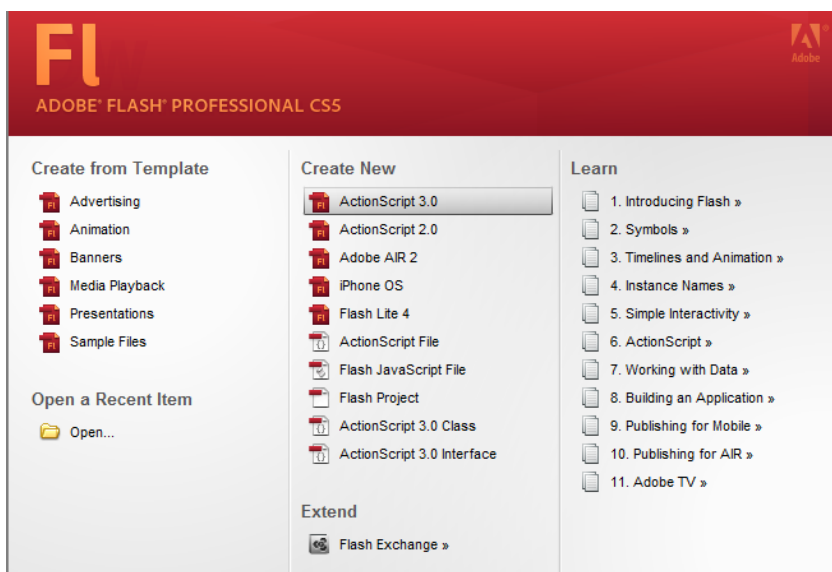 Fl
Adobe
ADOBE® FLASH® PROFESSIONAL CS5
Create from Template
Advertising
Animation
Banners
Media Playback
Presentations
Sample Files
Open a Recent Item
Open...
Create New
ActionScript 3.0
ActionScript 2.0
Adobe AIR 2
iPhone OS
Flash Lite 4
ActionScript File
Flash JavaScript File
Flash Project
ActionScript 3.0 Class
ActionScript 3.0 Interface
Extend
Flash Exchange »
Learn
1. Introducing Flash »
2. Symbols »
3. Timelines and Animation »
4. Instance Names »
5. Simple Interactivity »
6. ActionScript »
7. Working with Data »
8. Building an Application »
9. Publishing for Mobile »
10. Publishing for AIR »
11. Adobe TV »